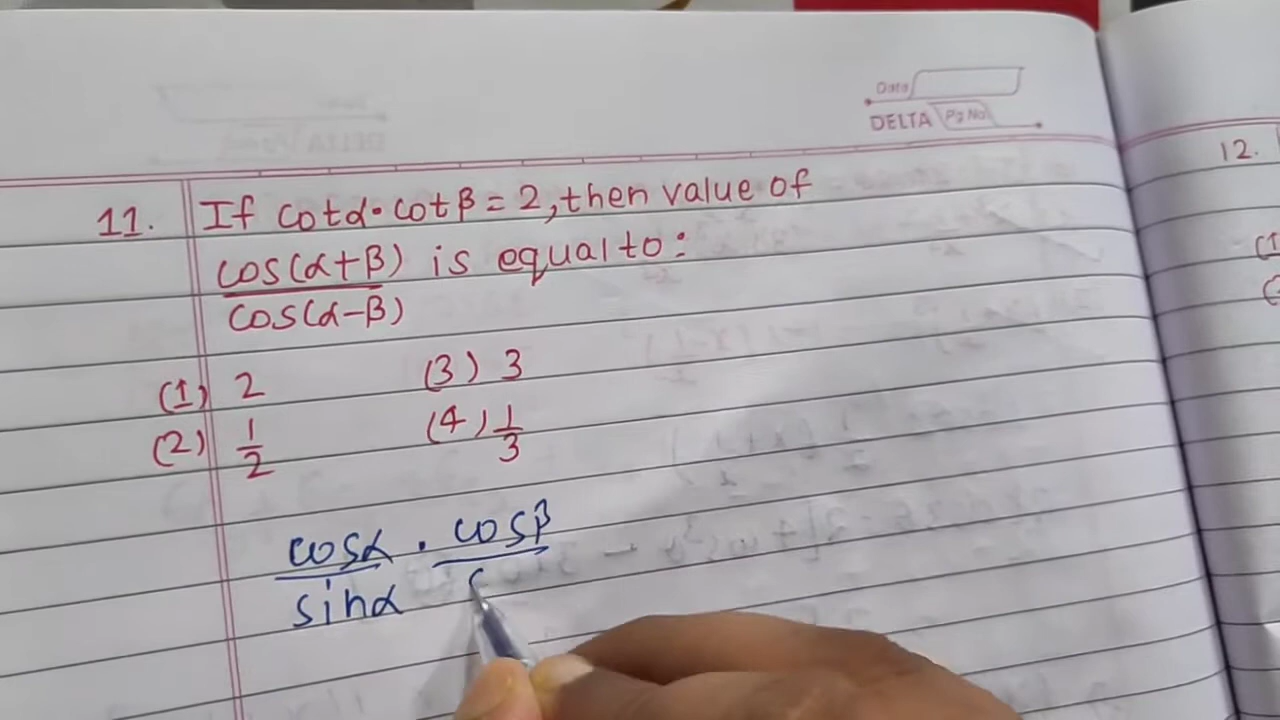 Date
DELTA Pg No
12.
11. If cotα·cotβ = 2, then value of
cos(α+β) is equal to:
cos(α-β)
(1) 2 (3) 3
(2) 1/2 (4) 1/3
cosα . cosβ
sinα